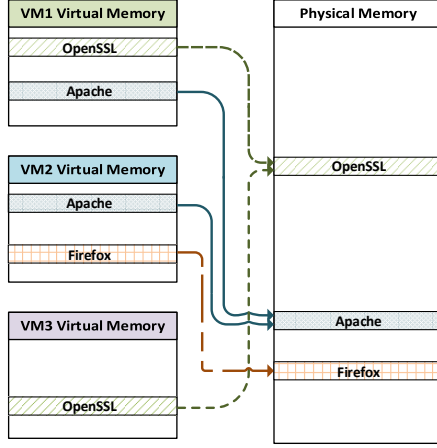 VM1 Virtual Memory
OpenSSL
Apache
VM2 Virtual Memory
Apache
Firefox
VM3 Virtual Memory
OpenSSL
Physical Memory
OpenSSL
Apache
Firefox